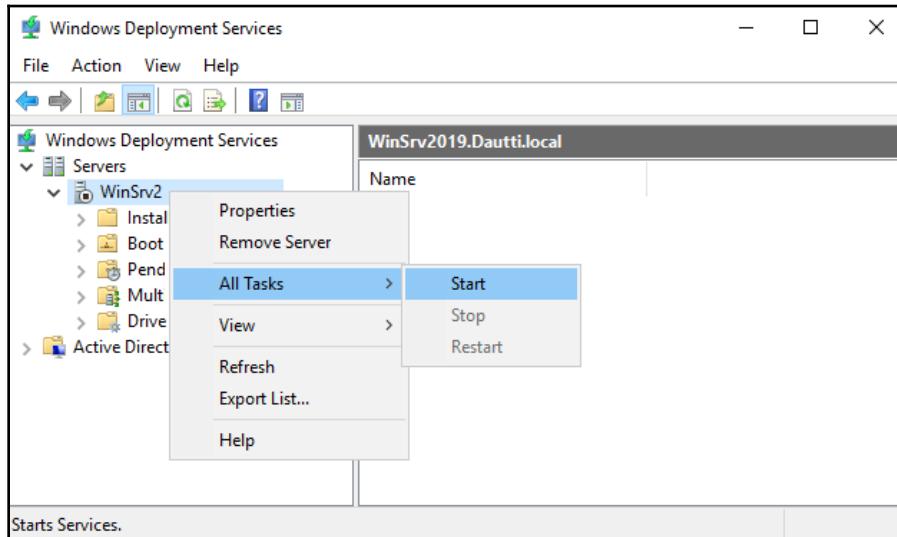 Windows Deployment Services
File Action View Help
Windows Deployment Services
WinSrv2019.Dautti.local
Servers
Name
WinSrv2
Properties
Instal
Remove Server
Boot
Pend
All Tasks
Start
Mult
Stop
Drive
View
Restart
Active Direct
Refresh
Export List...
Help
Starts Services.